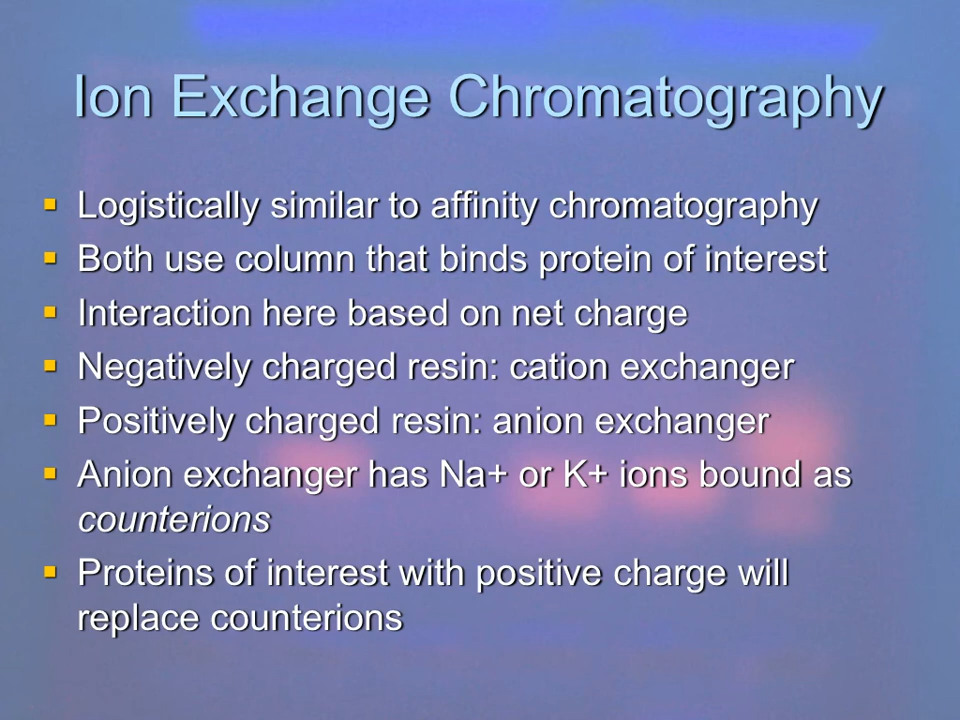 Ion Exchange Chromatography
Logistically similar to affinity chromatography
Both use column that binds protein of interest
Interaction here based on net charge
Negatively charged resin: cation exchanger
Positively charged resin: anion exchanger
Anion exchanger has Na+ or K+ ions bound as
counterions
Proteins of interest with positive charge will
replace counterions